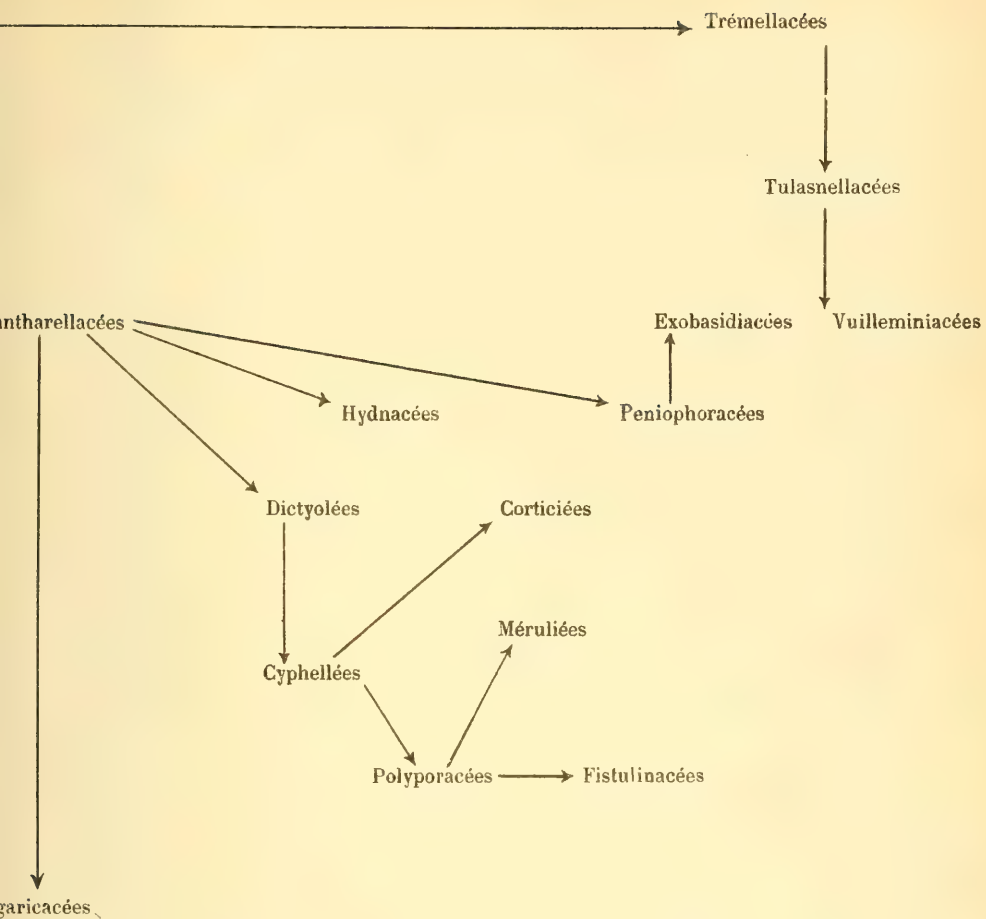 Trémellacées
Tulasnellacées
antharellacées
Exobasidiacées
Vuilleminiacées
Hydnacées
Peniophoracées
Dictyolées
Corticiées
Méruliées
Cyphellées
Polyporacées
Fistulinacées
garicacées